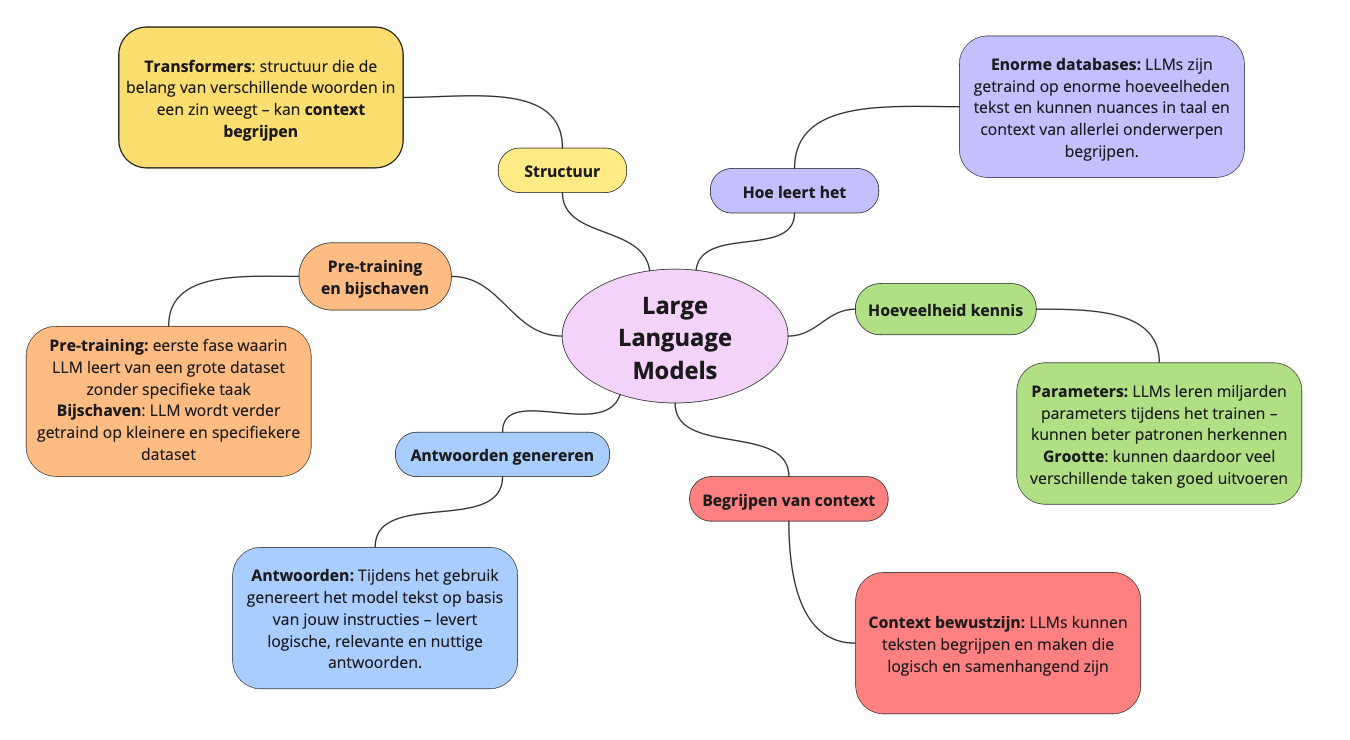 Transformers: structuur die de
belang van verschillende woorden in
een zin weegt – kan context
begrijpen
Structuur
Enorme databases: LLMs zijn
getraind op enorme hoeveelheden
tekst en kunnen nuances in taal en
context van allerlei onderwerpen
begrijpen.
Hoe leert het
Pre-training
en bijschaven
Pre-training: eerste fase waarin
LLM leert van een grote dataset
zonder specifieke taak
Bijschaven: LLM wordt verder
getraind op kleinere en specifiekere
dataset
Large
Language
Models
Hoeveelheid kennis
Parameters: LLMs leren miljarden
parameters tijdens het trainen –
kunnen beter patronen herkennen
Grootte: kunnen daardoor veel
verschillende taken goed uitvoeren
Antwoorden genereren
Antwoorden: Tijdens het gebruik
genereert het model tekst op basis
van jouw instructies – levert
logische, relevante en nuttige
antwoorden.
Begrijpen van context
Context bewustzijn: LLMs kunnen
teksten begrijpen en maken die
logisch en samenhangend zijn